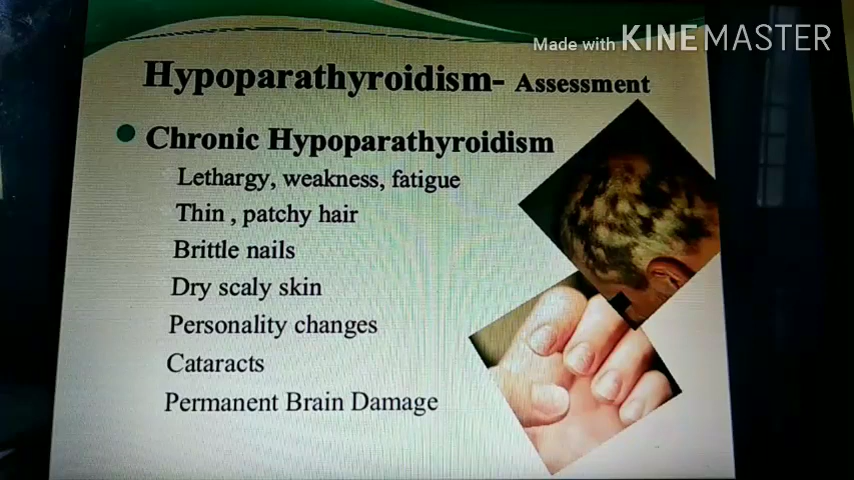 Made with KINEMASTER
Hypoparathyroidism- Assessment
Chronic Hypoparathyroidism
Lethargy, weakness, fatigue
Thin , patchy hair
Brittle nails
Dry scaly skin
Personality changes
Cataracts
Permanent Brain Damage